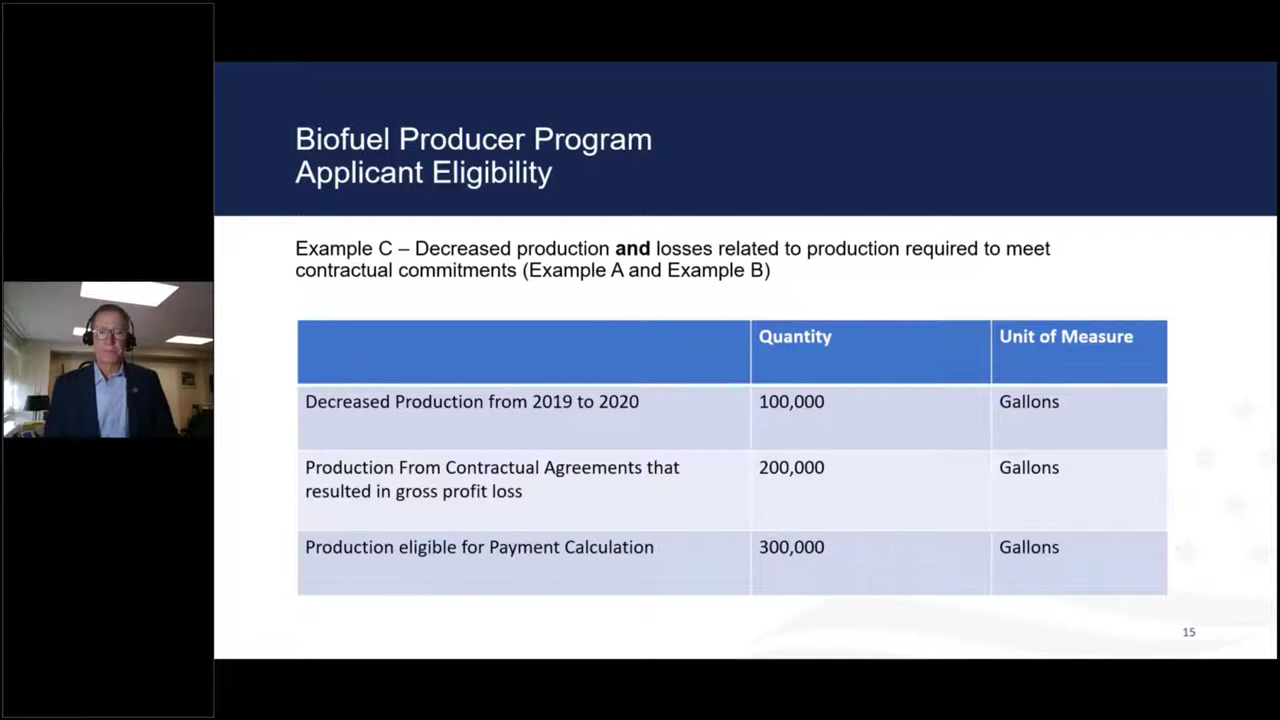 Biofuel Producer Program
Applicant Eligibility
Example C – Decreased production and losses related to production required to meet
contractual commitments (Example A and Example B)
Quantity
Unit of Measure
Decreased Production from 2019 to 2020
100,000
Gallons
Production From Contractual Agreements that
resulted in gross profit loss
200,000
Gallons
Production eligible for Payment Calculation
300,000
Gallons
15